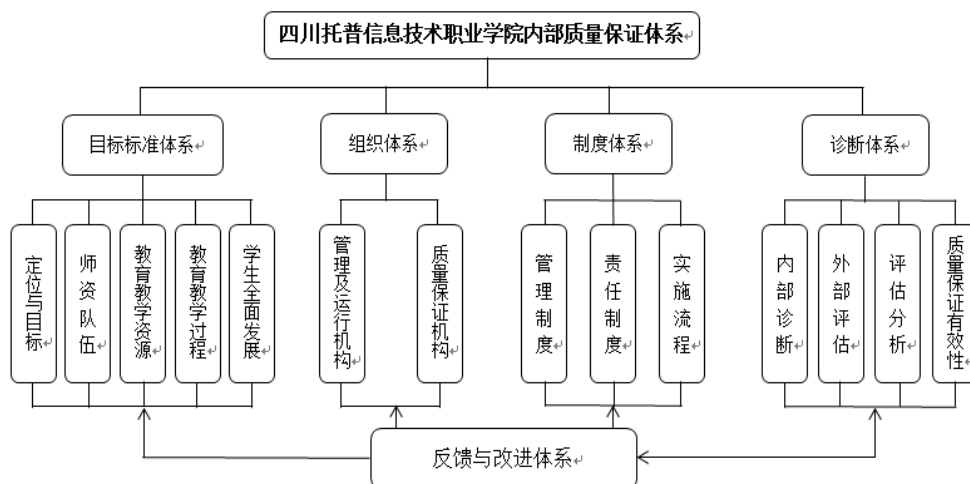 四川托普信息技术职业学院内部质量保证体系
目标标准体系
组织体系
制度体系
诊断体系
定位与目标
师资队伍
教育教学资源
教育教学过程
学生全面发展
管理及运行机构
质量保证机构
管理制度
责任制度
实施流程
内部诊断
外部评估
评估分析
质量保证有效性
反馈与改进体系